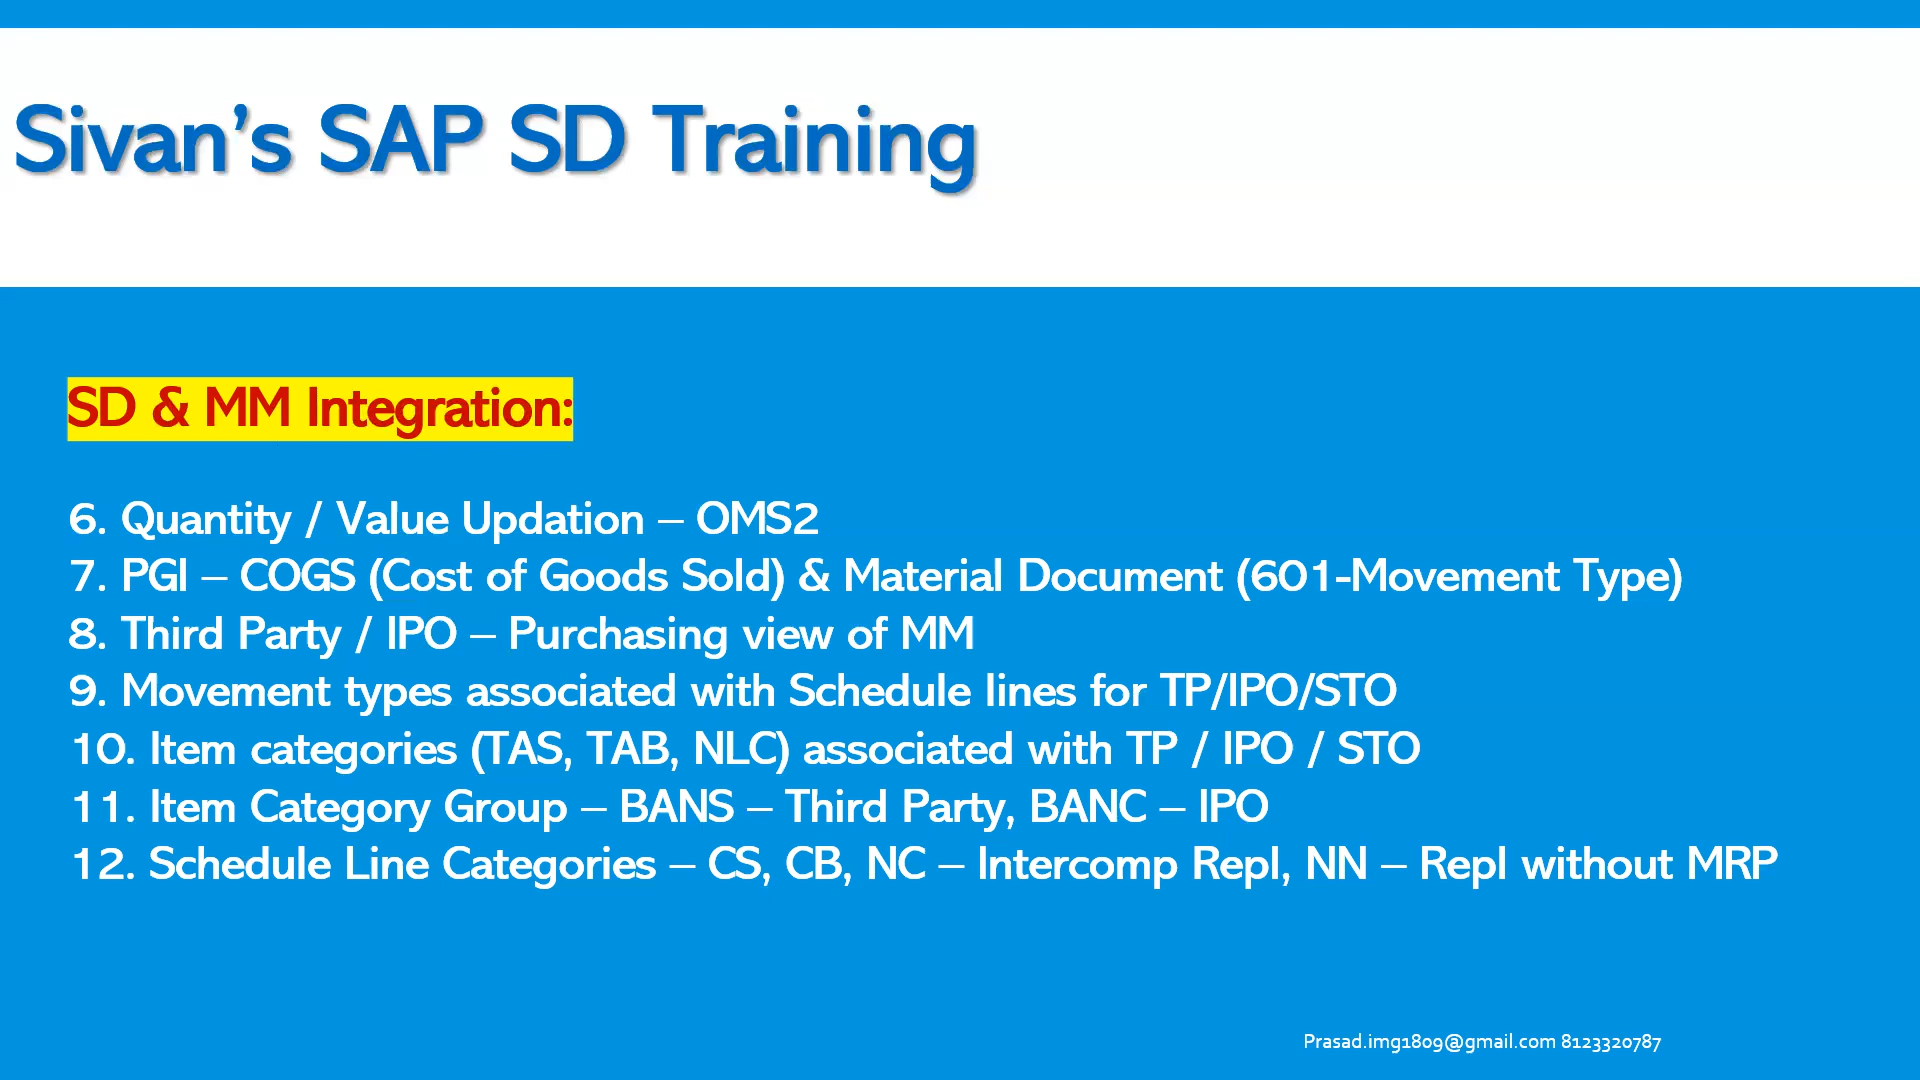 Sivan’s SAP SD Training
SD & MM Integration:
6. Quantity / Value Updation – OMS2
7. PGI – COGS (Cost of Goods Sold) & Material Document (601-Movement Type)
8. Third Party / IPO – Purchasing view of MM
9. Movement types associated with Schedule lines for TP/IPO/STO
10. Item categories (TAS, TAB, NLC) associated with TP / IPO / STO
11. Item Category Group – BANS – Third Party, BANC – IPO
12. Schedule Line Categories – CS, CB, NC – Intercomp Repl, NN – Repl without MRP
Prasad.img1809@gmail.com 8123320787